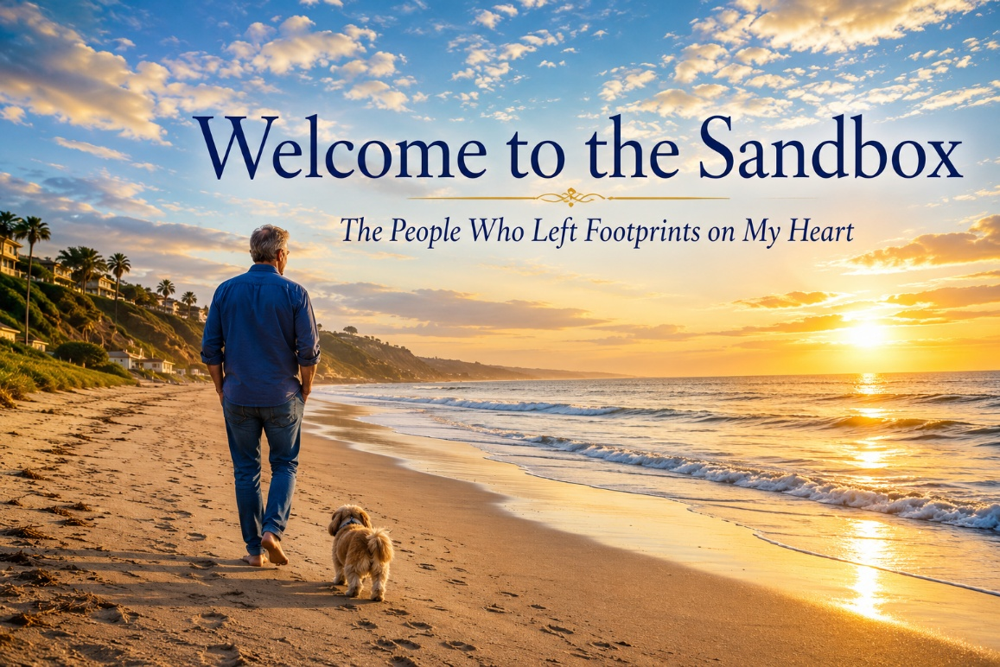 Welcome to the Sandbox
The People Who Left Footprints on My Heart